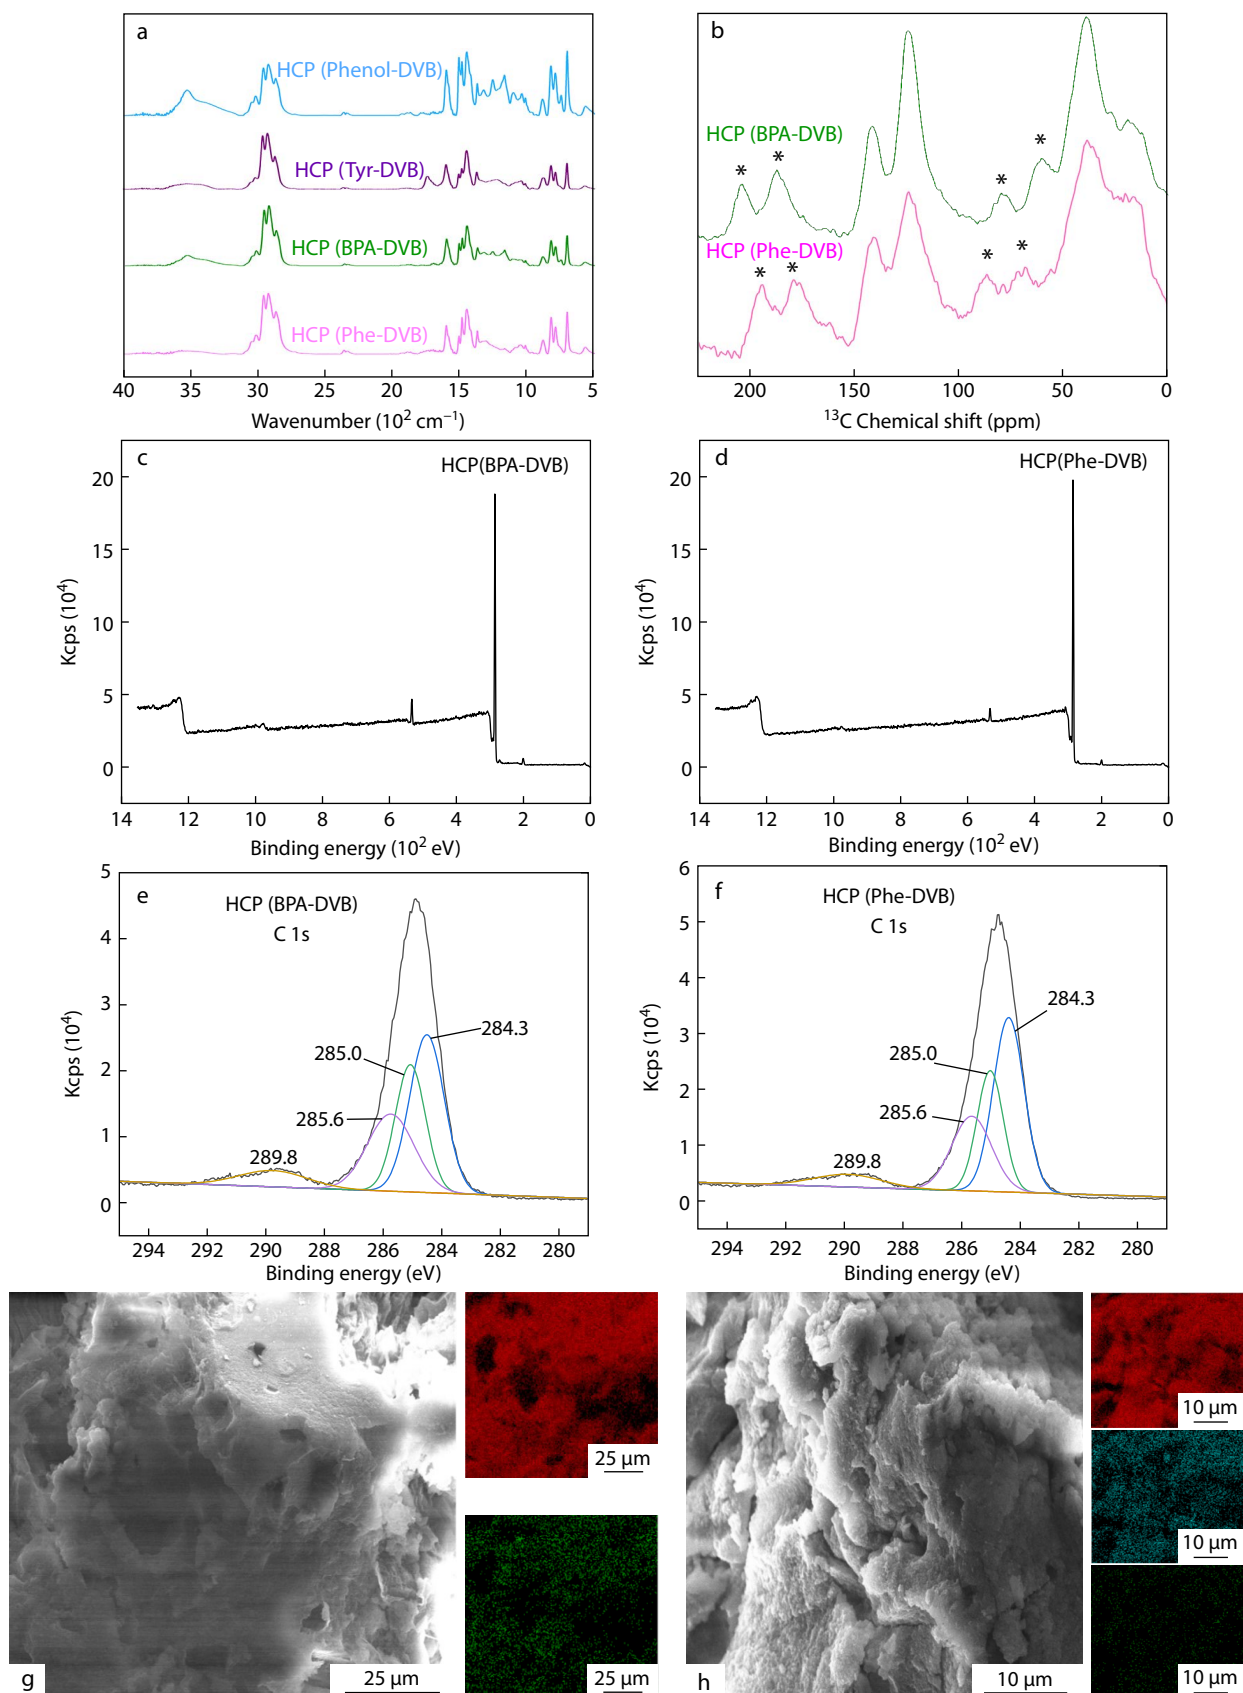 a
HCP (Phenol-DVB)
HCP (Tyr-DVB)
HCP (BPA-DVB)
HCP (Phe-DVB)
40 30 20 10 15 5
Wavenumber (10² cm⁻¹)
b
HCP (BPA-DVB)
* * * *
HCP (Phe-DVB)
* * * *
200 150 100 50 0
¹³C Chemical shift (ppm)
c
HCP(BPA-DVB)
20
15
10
5
0
Kcps (10⁴)
14 12 10 8 6 4 2 0
Binding energy (10² eV)
d
HCP(Phe-DVB)
20
15
10
5
0
Kcps (10⁴)
14 12 10 8 6 4 2 0
Binding energy (10² eV)
e
HCP (BPA-DVB)
C 1s
5
4
3
2
1
0
Kcps (10⁴)
284.3
285.0
285.6
289.8
294 292 290 288 286 284 282 280
Binding energy (eV)
f
HCP (Phe-DVB)
C 1s
6
5
4
3
2
1
0
Kcps (10⁴)
284.3
285.0
285.6
289.8
294 292 290 288 286 284 282 280
Binding energy (eV)
g
25 μm
25 μm
25 μm
h
10 μm
10 μm
10 μm
10 μm